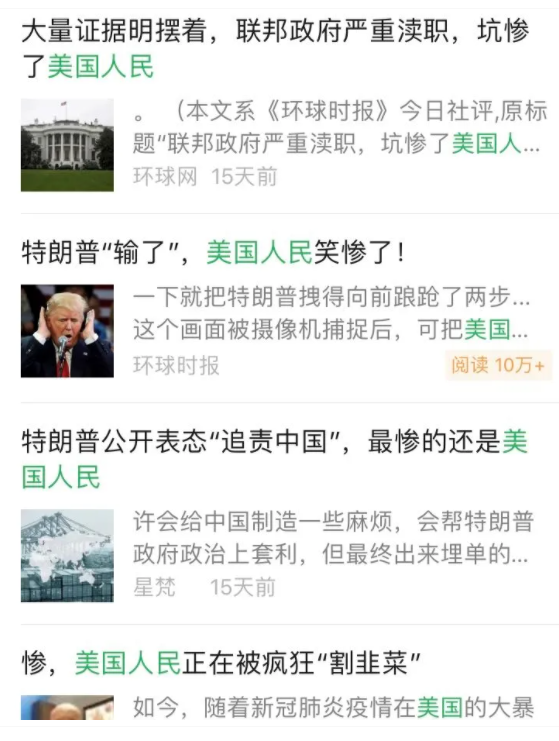 大量证据明摆着，联邦政府严重渎职，坑惨
了美国人民
。（本文系《环球时报》今日社评,原标
题“联邦政府严重渎职，坑惨了美国人...
环球网 15天前
特朗普“输了”，美国人民笑惨了！
一下就把特朗普拽得向前踉跄了两步...
这个画面被摄像机捕捉后，可把美国...
环球时报
阅读 10万+
特朗普公开表态“追责中国”，最惨的还是美
国人民
许会给中国制造一些麻烦，会帮特朗普
政府政治上套利，但最终出来埋单的...
星梵 15天前
惨，美国人民正在被疯狂“割韭菜”
如今，随着新冠肺炎疫情在美国的大暴